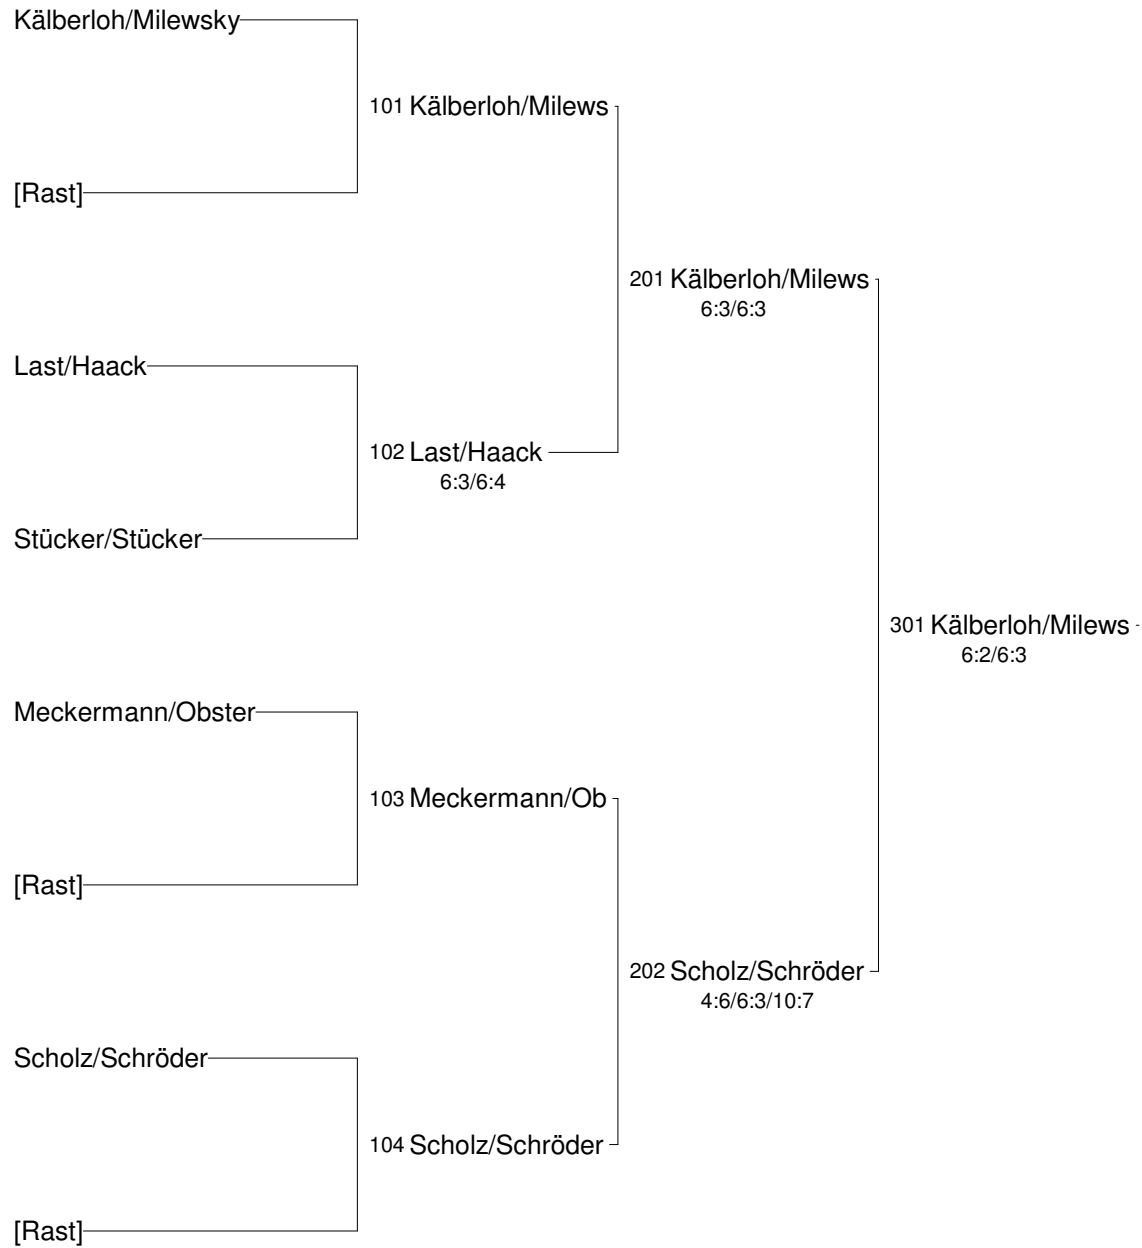 Kälberloh/Milewsky
101 Kälberloh/Milews
[Rast]
201 Kälberloh/Milews
6:3/6:3
Last/Haack
102 Last/Haack
6:3/6:4
Stücker/Stücker
301 Kälberloh/Milews
6:2/6:3
Meckermann/Obster
103 Meckermann/Ob
[Rast]
202 Scholz/Schröder
4:6/6:3/10:7
Scholz/Schröder
104 Scholz/Schröder
[Rast]